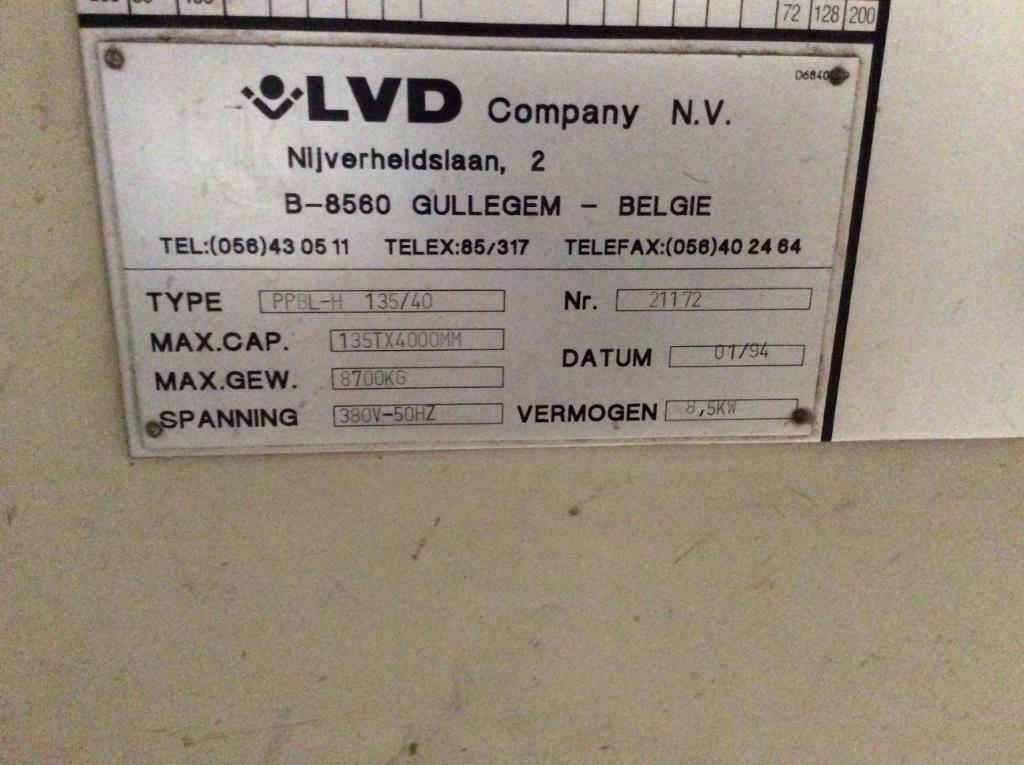 72 128 200
LVD Company N.V.
Nijverheidslaan, 2
B-8560 GULLEGEM - BELGIE
TEL:(056)43 05 11 TELEX:85/317 TELEFAX:(056)40 24 64
TYPE PPBL-H 135/40 Nr. 21172
MAX.CAP. 135TX4000MM
DATUM 01/94
MAX.GEW. 8700KG
SPANNING 380V-50HZ VERMOGEN 8,5KW